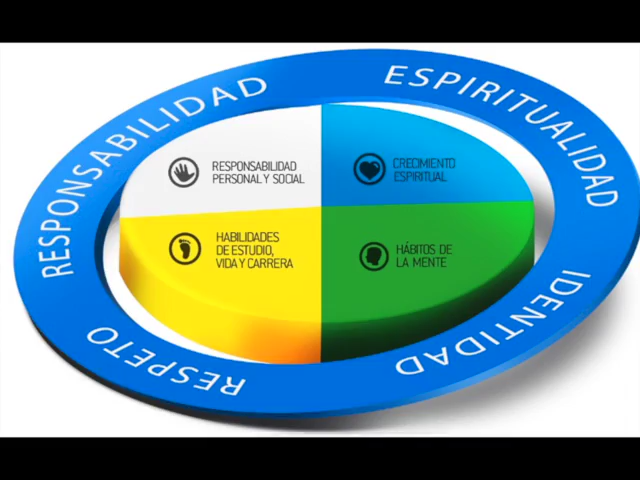 RESPONSABILIDAD
ESPIRITUALIDAD
RESPONSABILIDAD
PERSONAL Y SOCIAL
CRECIMIENTO
ESPIRITUAL
HABILIDADES
DE ESTUDIO,
VIDA Y CARRERA
HÁBITOS DE
LA MENTE
RESPETO
IDENTIDAD